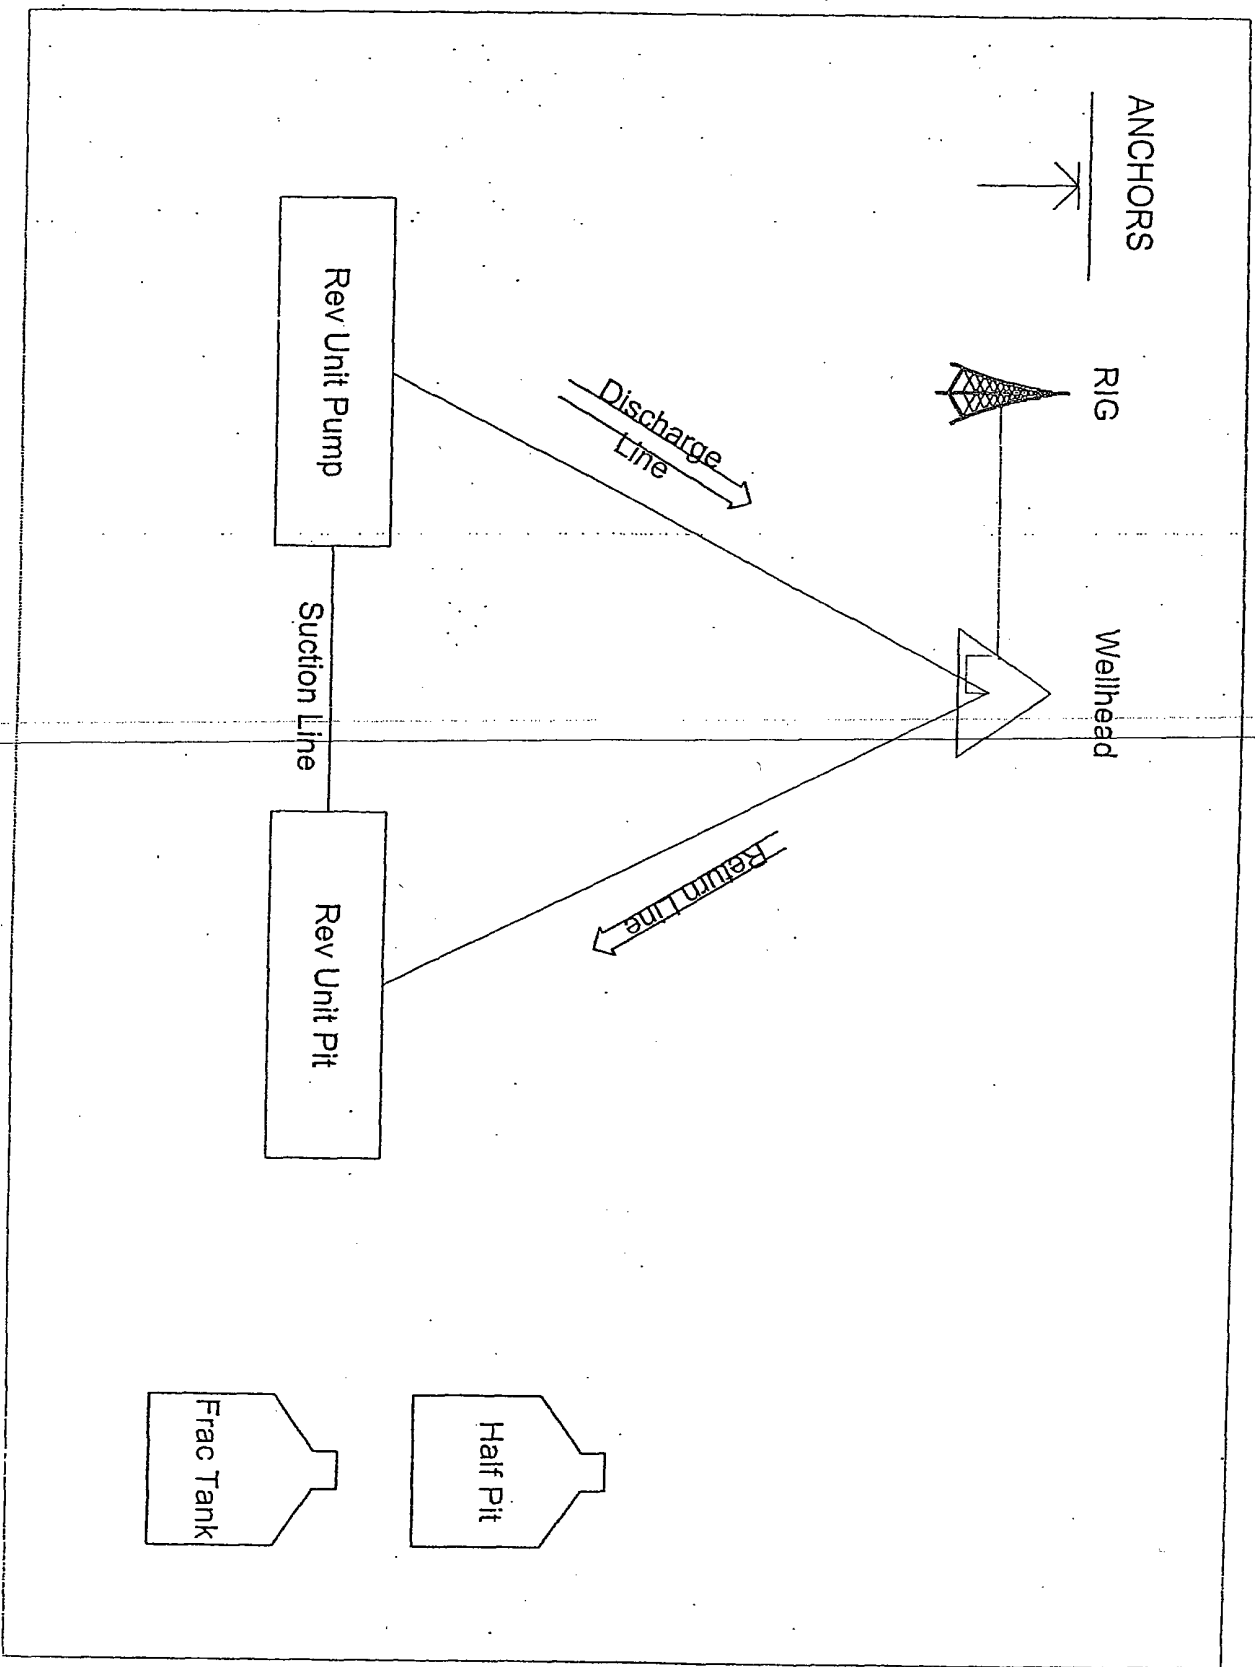 ANCHORS
RIG
Wellhead
Discharge
Line
Return Line
Rev Unit Pump
Suction Line
Rev Unit Pit
Half Pit
Frac Tank